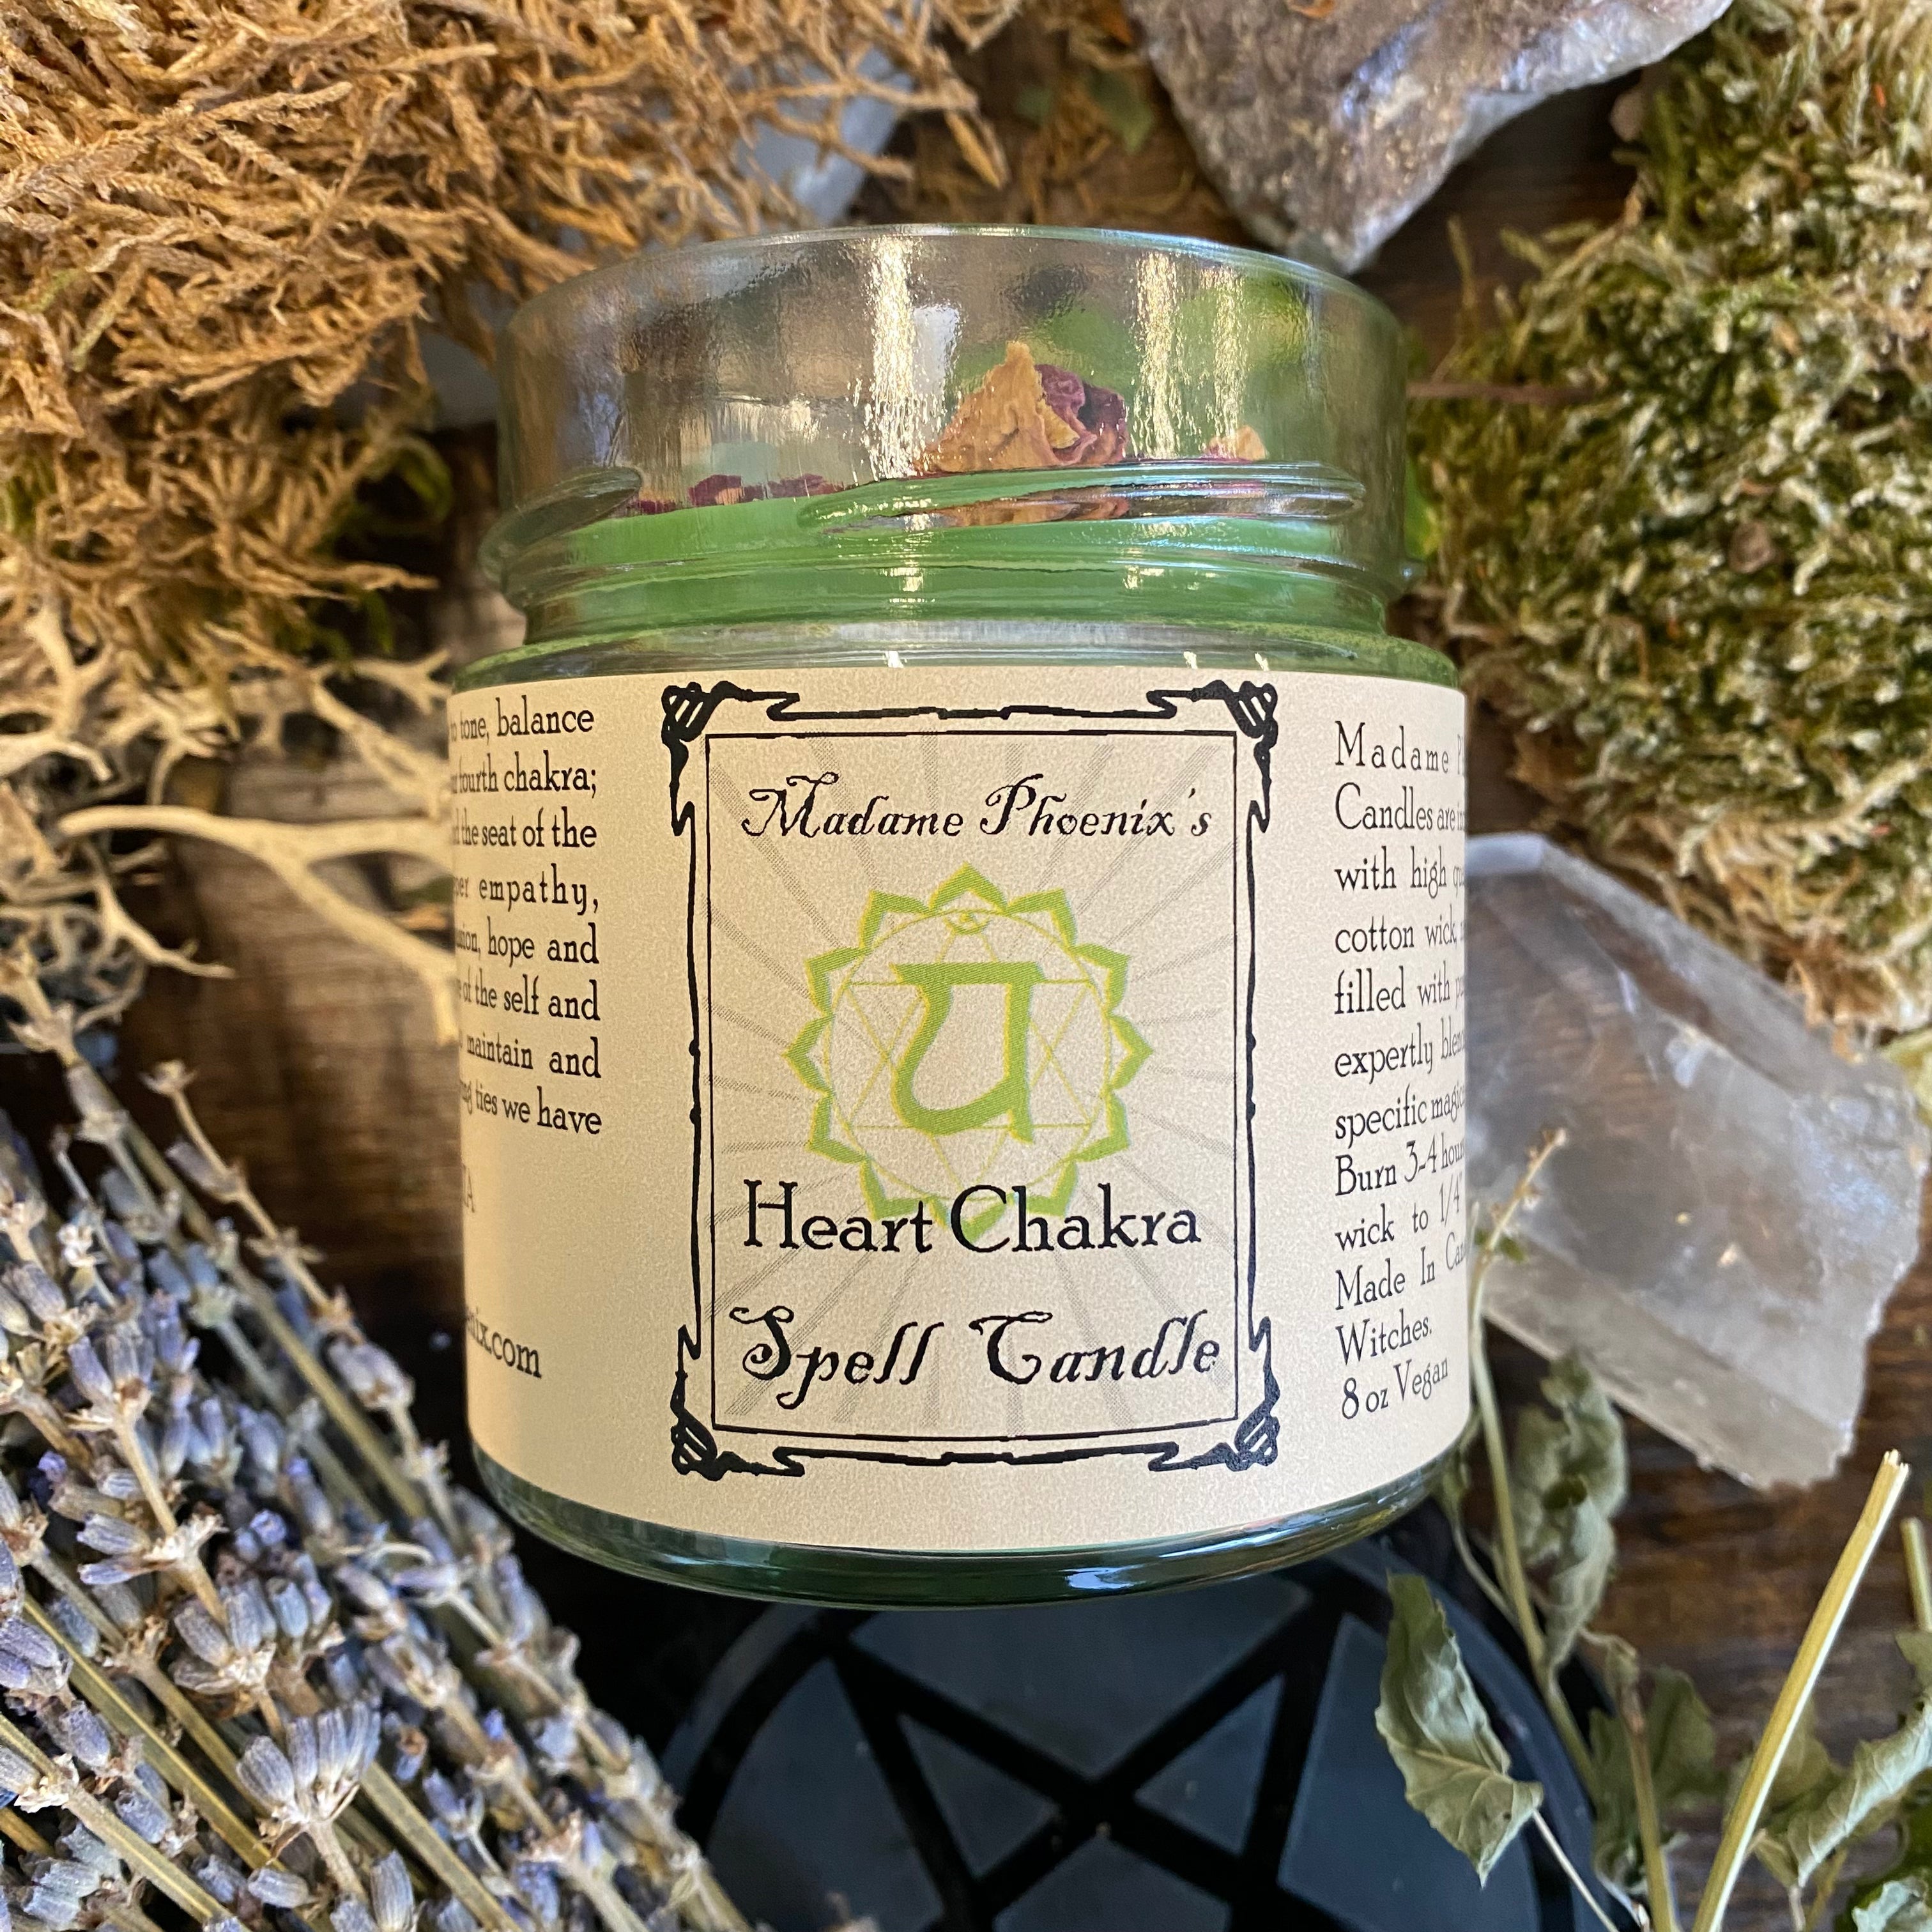 tone, balance
fourth chakra;
the seat of the
empathy,
hope and
of the self and
maintain and
ties we have
Madame Phoenix's
य
Heart Chakra
Spell Candle
Madame
Candles are
with high
cotton wick,
filled with
expertly
specific
Burn 3-4
wick to 1/4"
Made In
Witches.
8 oz Vegan